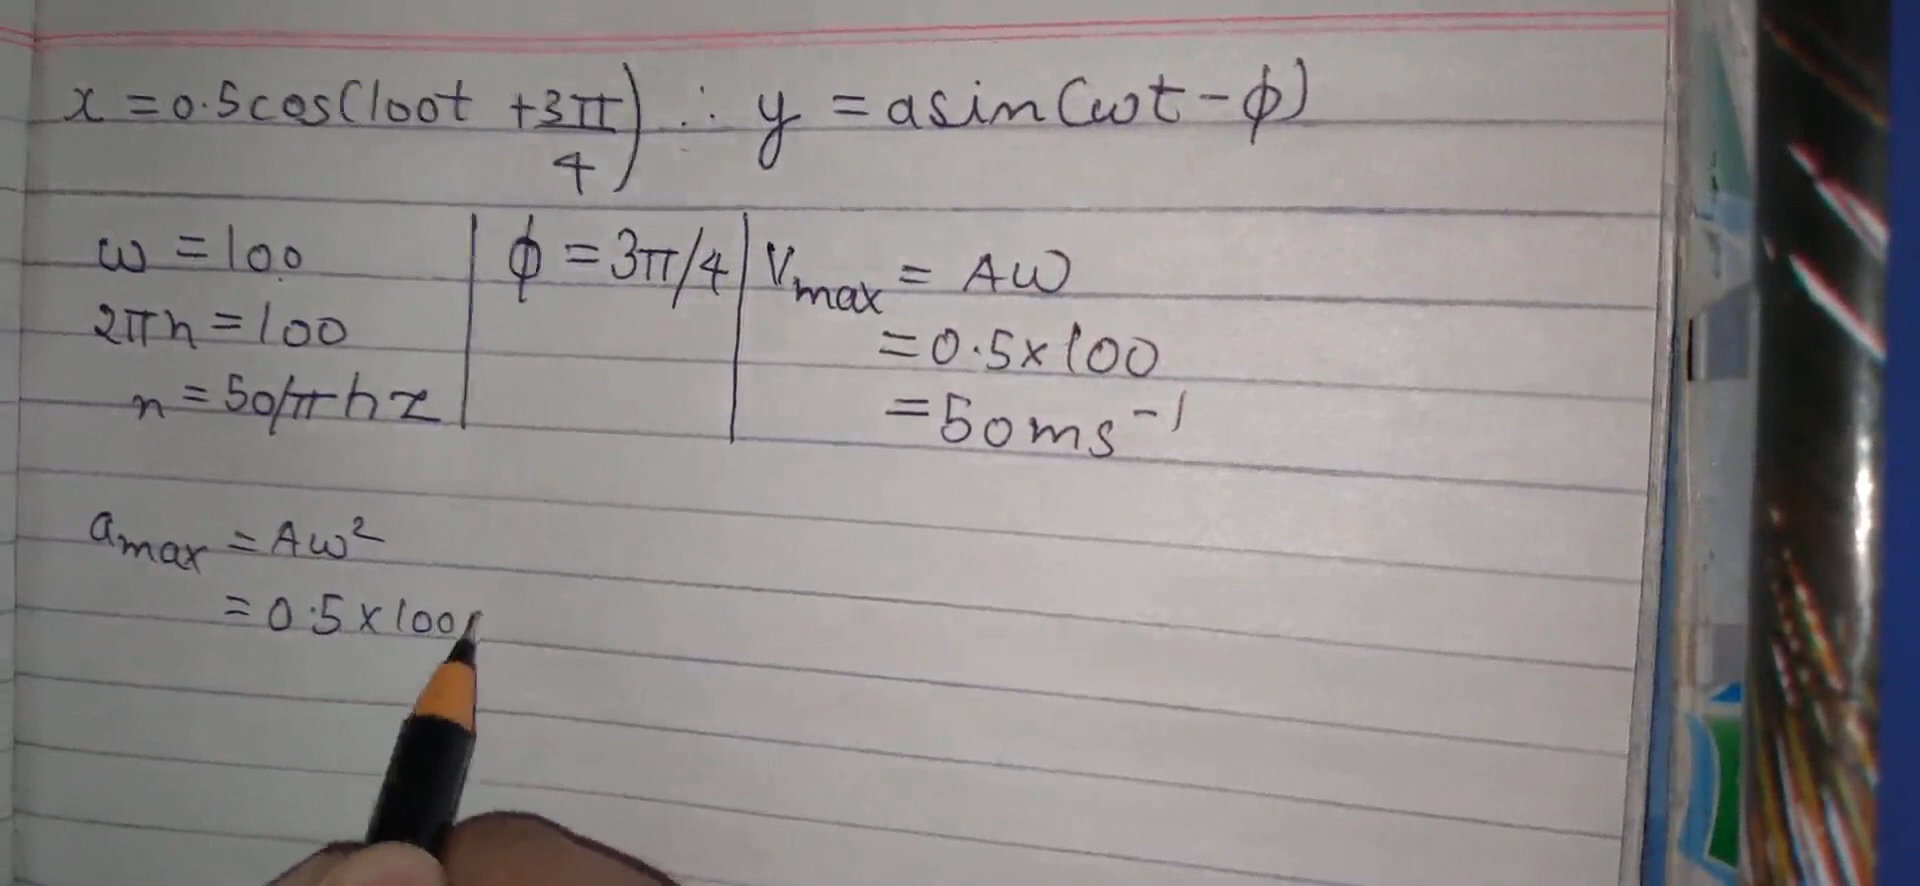 x = 0.5cos(100t + 3π/4) ∴ y = asin(ωt - ϕ)
ω = 100
2πn = 100
n = 50/π hz
ϕ = 3π/4
Vmax = Aω
= 0.5 x 100
= 50ms⁻¹
amax = Aω²
= 0.5 x 100